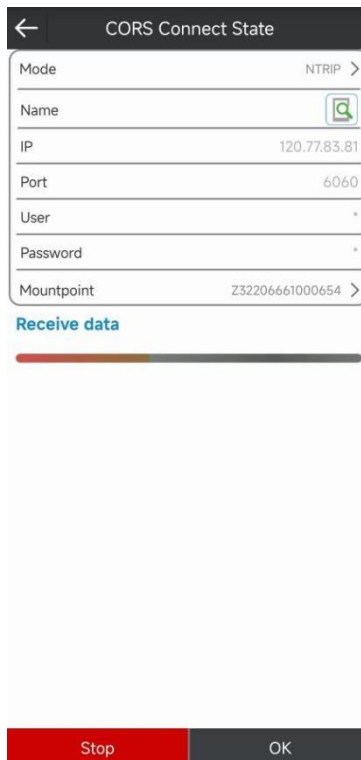 CORS Connect State
Mode NTRIP
Name
IP 120.77.83.81
Port 6060
User *
Password *
Mountpoint Z32206661000654
Receive data
Stop OK